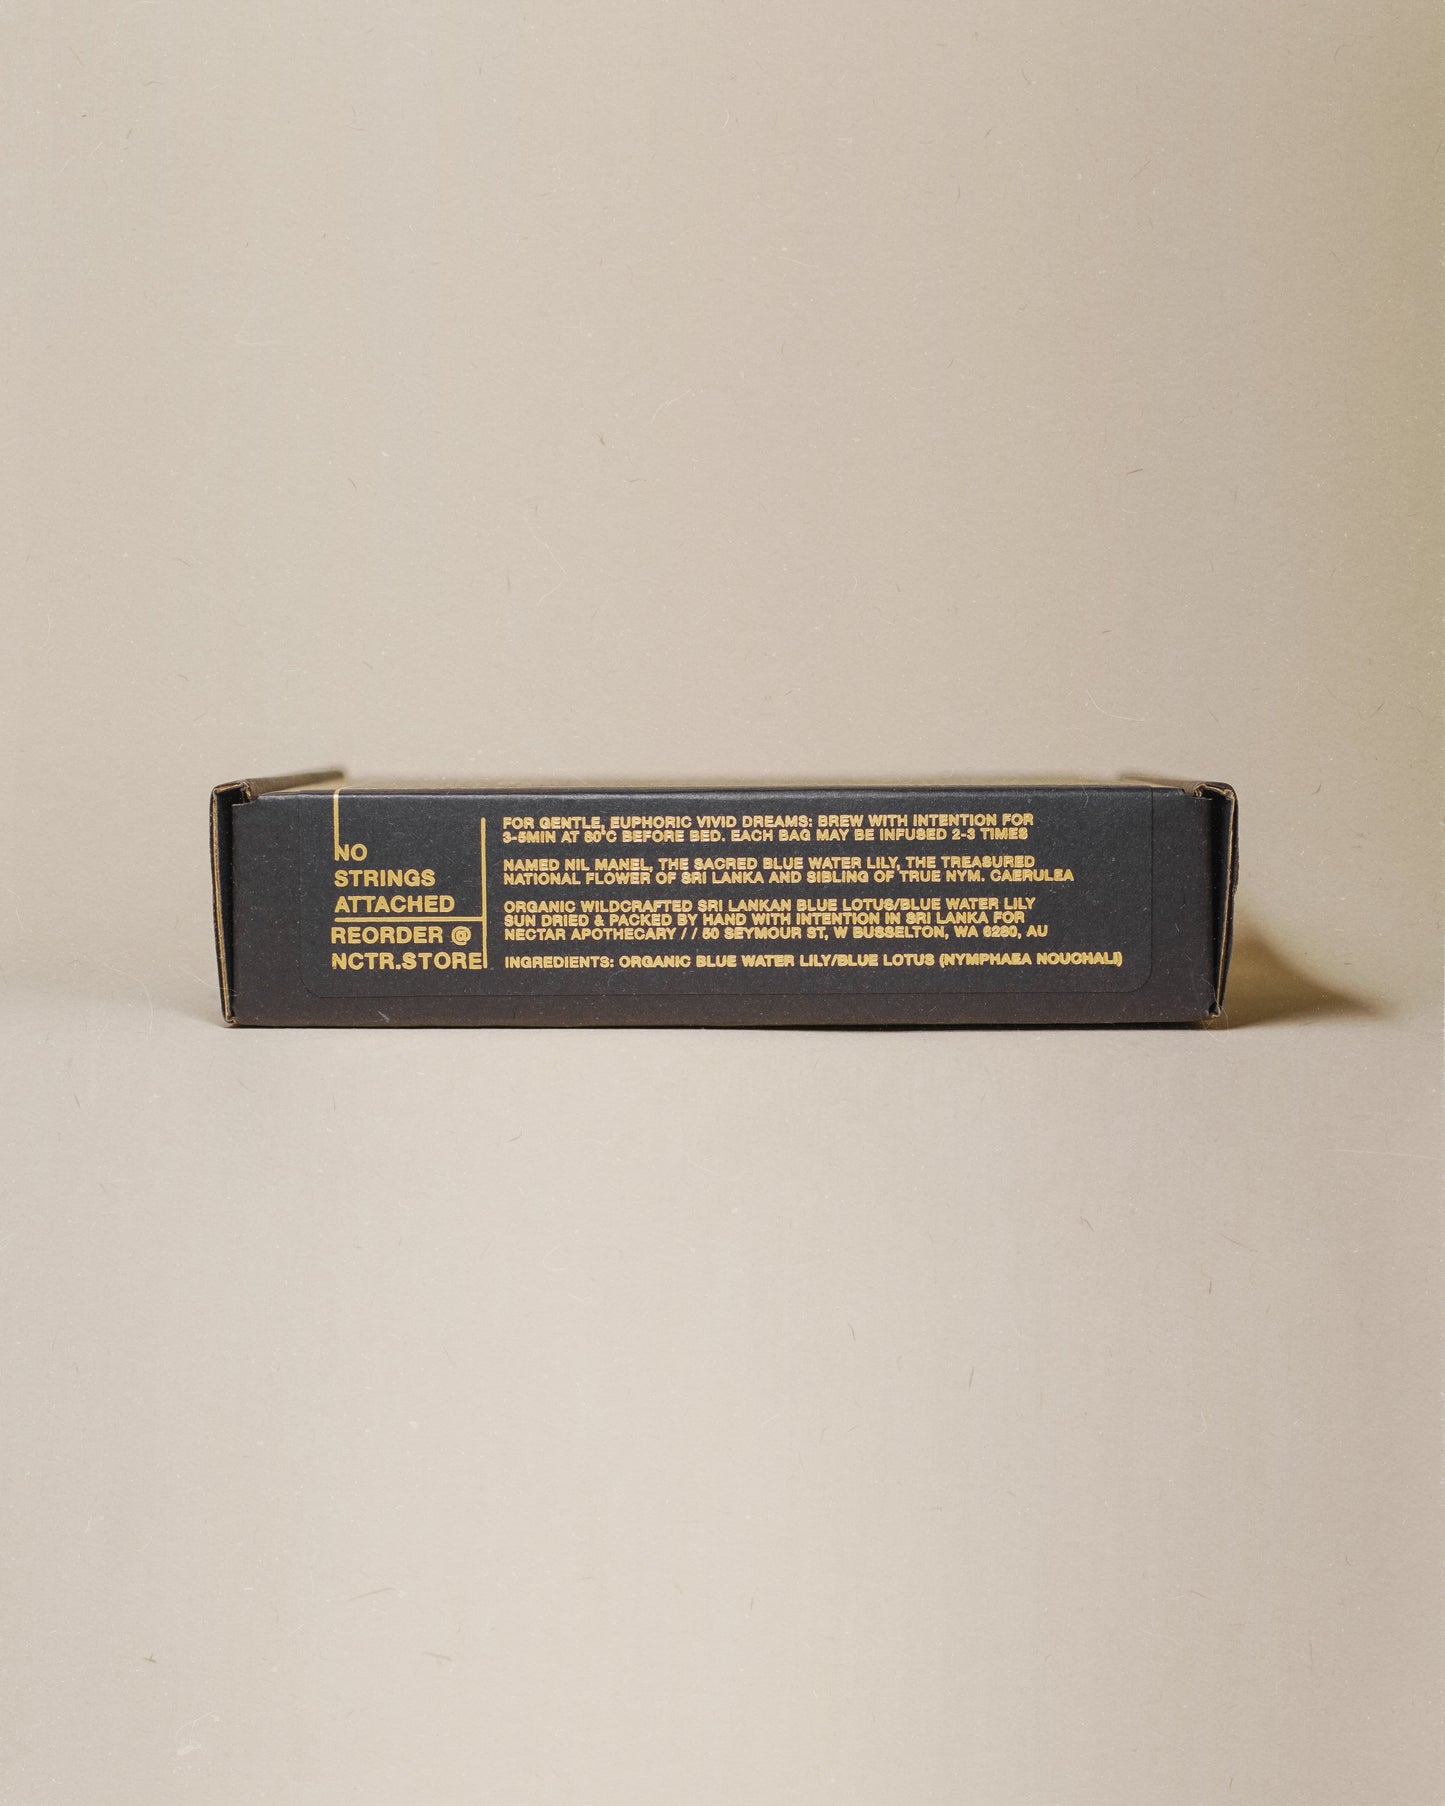 NO
STRINGS
ATTACHED
REORDER @
NCTR.STORE
FOR GENTLE, EUPHORIC VIVID DREAMS: BREW WITH INTENTION FOR
3-5MIN AT 80°C BEFORE BED. EACH BAG MAY BE INFUSED 2-3 TIMES
NAMED NIL MANEL, THE SACRED BLUE WATER LILY, THE TREASURED
NATIONAL FLOWER OF SRI LANKA AND SIBLING OF TRUE NYM. CAERULEA
ORGANIC WILDCRAFTED SRI LANKAN BLUE LOTUS/BLUE WATER LILY
SUN DRIED & PACKED BY HAND WITH INTENTION IN SRI LANKA FOR
NECTAR APOTHECARY // 50 SEYMOUR ST, W BUSSELTON, WA 6280, AU
INGREDIENTS: ORGANIC BLUE WATER LILY/BLUE LOTUS (NYMPHAEA NOUCHALI)